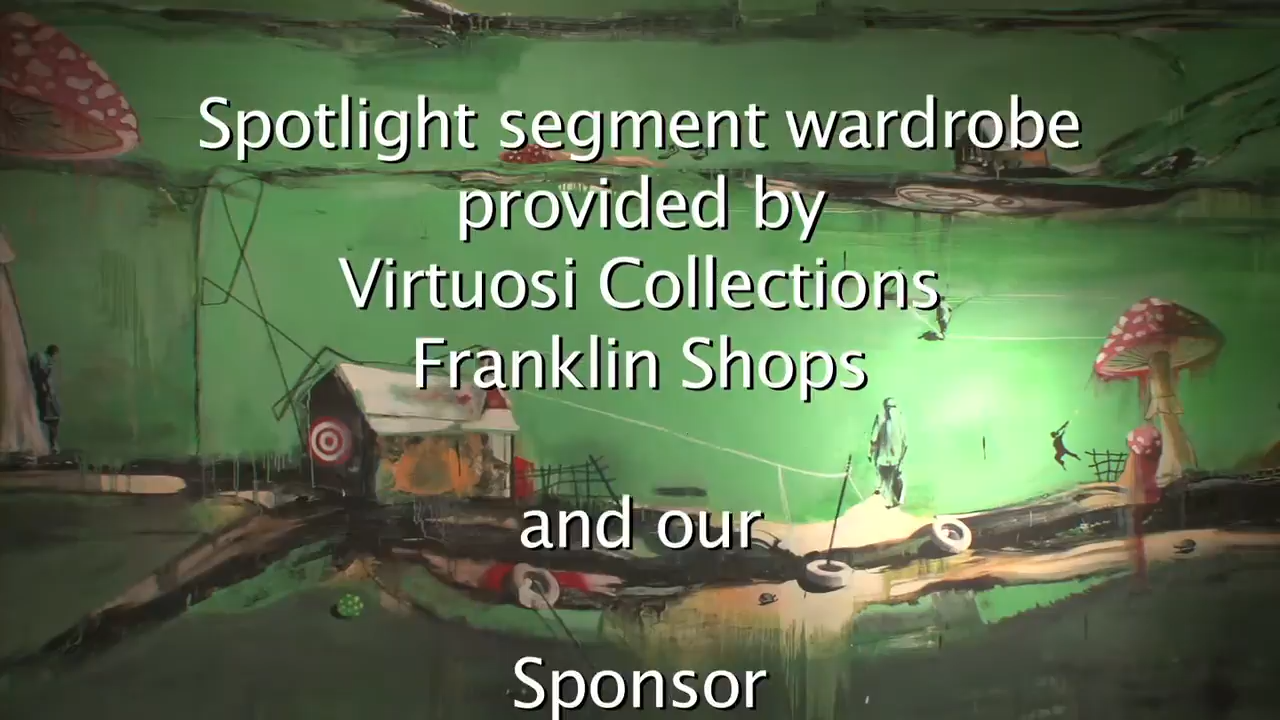 Spotlight segment wardrobe
provided by
Virtuosi Collections
Franklin Shops
and our
Sponsor